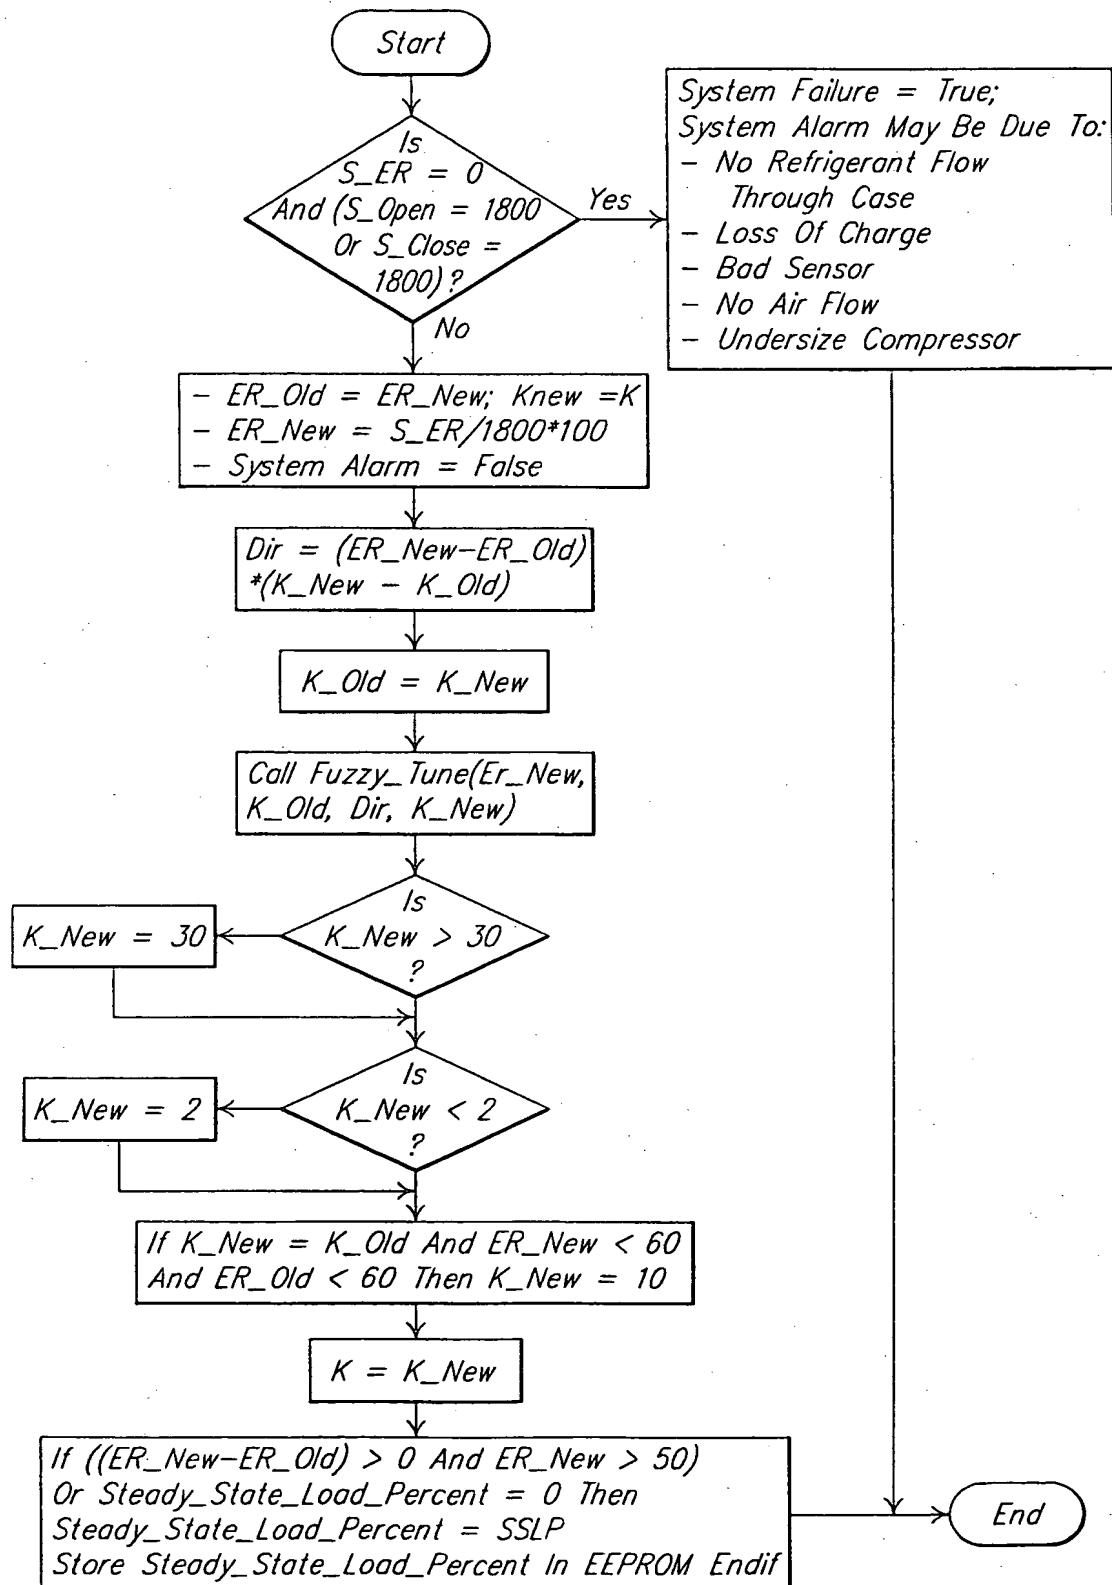 Start
Is
S_ER = 0
And (S_Open = 1800
Or S_Close =
1800)?
Yes
No
System Failure = True;
System Alarm May Be Due To:
- No Refrigerant Flow
Through Case
- Loss Of Charge
- Bad Sensor
- No Air Flow
- Undersize Compressor
- ER_Old = ER_New; Knew =K
- ER_New = S_ER/1800*100
- System Alarm = False
Dir = (ER_New-ER_Old)
*(K_New - K_Old)
K_Old = K_New
Call Fuzzy_Tune(Er_New,
K_Old, Dir, K_New)
Is
K_New > 30
?
K_New = 30
Is
K_New < 2
?
K_New = 2
If K_New = K_Old And ER_New < 60
And ER_Old < 60 Then K_New = 10
K = K_New
If ((ER_New-ER_Old) > 0 And ER_New > 50)
Or Steady_State_Load_Percent = 0 Then
Steady_State_Load_Percent = SSLP
Store Steady_State_Load_Percent In EEPROM Endif
End